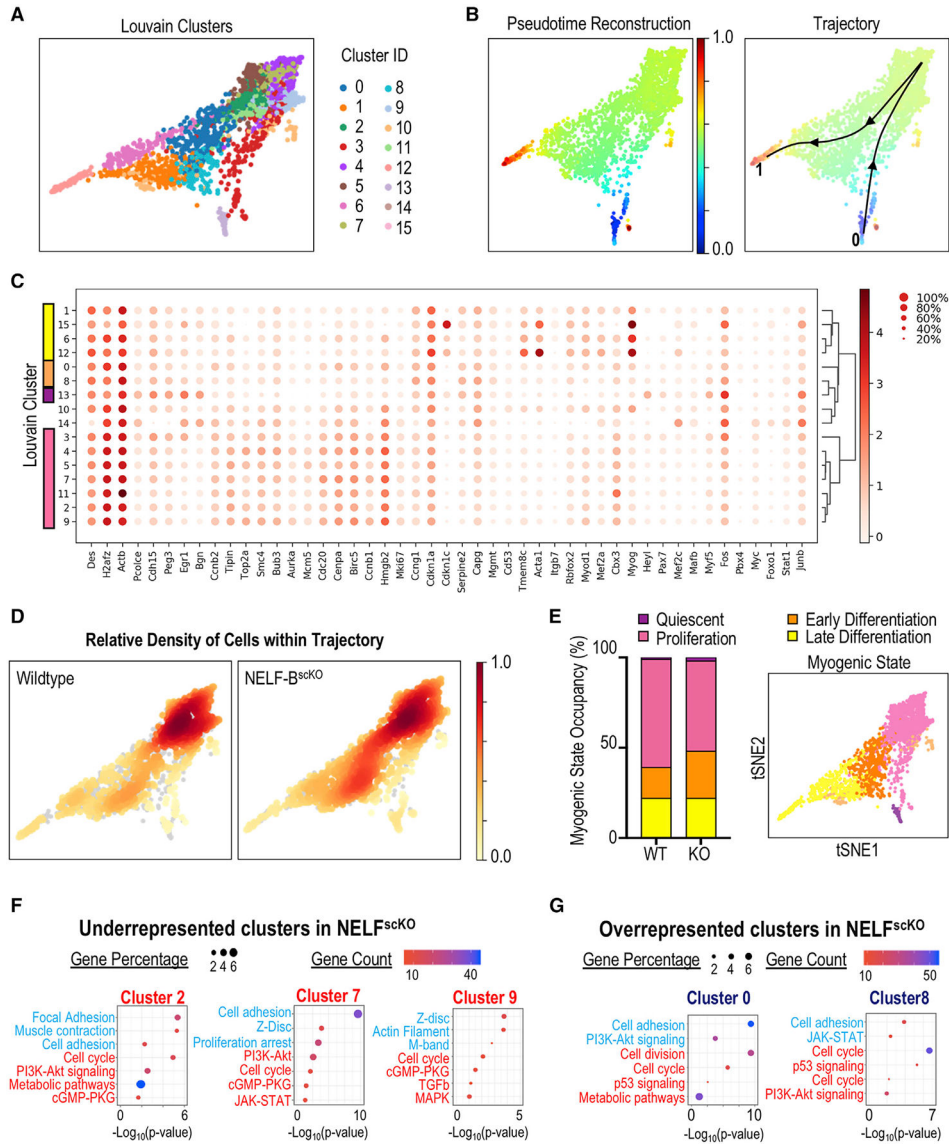 A
Louvain Clusters
Cluster ID
0 8
1 9
2 10
3 11
4 12
5 13
6 14
7 15
B
Pseudotime Reconstruction
Trajectory
1.0
0.0
1
0
C
Louvain Cluster
1
15
6
12
0
8
13
10
14
3
4
5
7
11
2
9
Des H2afz Actb Pcolce Cdh15 Peg3 Egr1 Bgn Ccnb2 Tipin Top2a Smc4 Bub3 Aurka Mcm5 Cdc20 Cenpa Birc5 Ccnb1 Hmgb2 Mki67 Ccng1 Cdkn1a Cdkn1c Serpine2 Capg Mgmt Cd53 Tmem8c Acta1 Itgb7 Rbfox2 Myod1 Mef2a Cbx3 Myog Heyl Pax7 Mef2c Mafb Myf5 Fos Pbx4 Myc Foxo1 Stat1 Junb
4
3
2
1
0
100%
80%
60%
40%
20%
D
Relative Density of Cells within Trajectory
Wildtype
NELF-BscKO
1.0
0.0
E
Quiescent
Proliferation
Early Differentiation
Late Differentiation
Myogenic State Occupancy (%)
100
50
0
WT KO
Myogenic State
tSNE2
tSNE1
F
Underrepresented clusters in NELFscKO
Gene Percentage
2 4 6
Gene Count
10 40
Cluster 2
Focal Adhesion
Muscle contraction
Cell adhesion
Cell cycle
PI3K-Akt signaling
Metabolic pathways
cGMP-PKG
0 6
-Log10(p-value)
Cluster 7
Cell adhesion
Z-Disc
Proliferation arrest
PI3K-Akt
Cell cycle
cGMP-PKG
JAK-STAT
0 10
-Log10(p-value)
Cluster 9
Z-disc
Actin Filament
M-band
Cell cycle
cGMP-PKG
TGFb
MAPK
0 5
-Log10(p-value)
G
Overrepresented clusters in NELFscKO
Gene Percentage
2 4 6
Gene Count
10 50
Cluster 0
Cell adhesion
PI3K-Akt signaling
Cell division
Cell cycle
p53 signaling
Metabolic pathways
0 10
-Log10(p-value)
Cluster8
Cell adhesion
JAK-STAT
Cell cycle
p53 signaling
Cell cycle
PI3K-Akt signaling
0 7
-Log10(p-value)